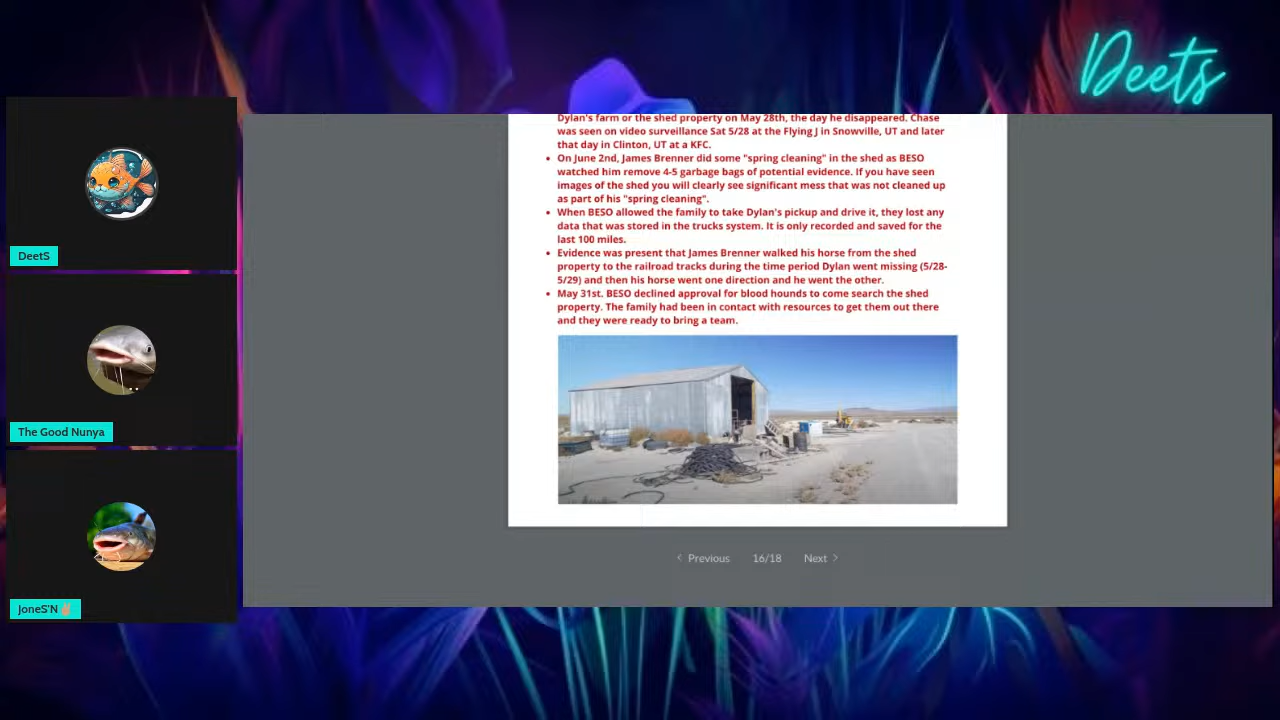 Deets
DeetS
The Good Nunya
JoneS'N ✌🏼
Dylan's farm or the shed property on May 28th, the day he disappeared. Chase
was seen on video surveillance Sat 5/28 at the Flying J in Snowville, UT and later
that day in Clinton, UT at a KFC.
• On June 2nd, James Brenner did some "spring cleaning" in the shed as BESO
watched him remove 4-5 garbage bags of potential evidence. If you have seen
images of the shed you will clearly see significant mess that was not cleaned up
as part of his "spring cleaning".
• When BESO allowed the family to take Dylan's pickup and drive it, they lost any
data that was stored in the trucks system. It is only recorded and saved for the
last 100 miles.
• Evidence was present that James Brenner walked his horse from the shed
property to the railroad tracks during the time period Dylan went missing (5/28-
5/29) and then his horse went one direction and he went the other.
• May 31st. BESO declined approval for blood hounds to come search the shed
property. The family had been in contact with resources to get them out there
and they were ready to bring a team.
< Previous 16/18 Next >